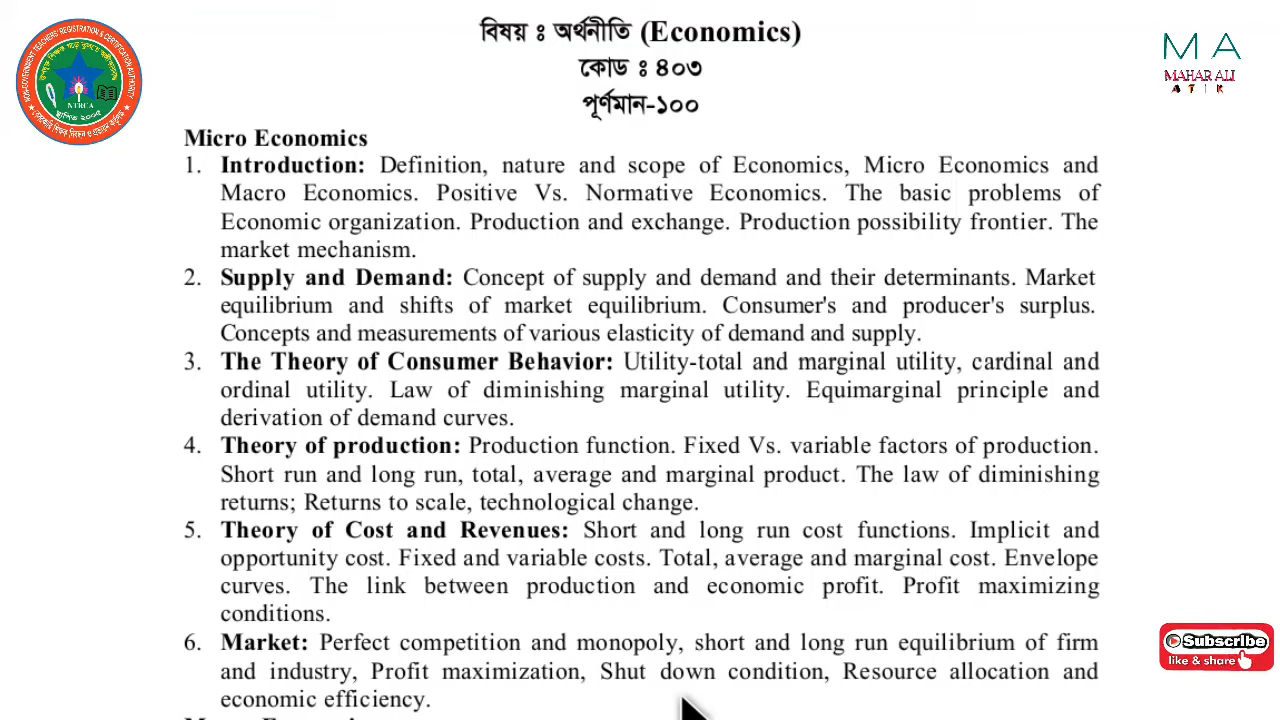 বিষয় ঃ অর্থনীতি (Economics)
কোড ঃ ৪০৩
পূর্ণমান-১০০
NON-GOVERNMENT TEACHERS' REGISTRATION & CERTIFICATION AUTHORITY
NTRCA
স্থাপিত ২০০৫
M A
MAHAR ALI
ATIK
Micro Economics
1. Introduction: Definition, nature and scope of Economics, Micro Economics and
Macro Economics. Positive Vs. Normative Economics. The basic problems of
Economic organization. Production and exchange. Production possibility frontier. The
market mechanism.
2. Supply and Demand: Concept of supply and demand and their determinants. Market
equilibrium and shifts of market equilibrium. Consumer's and producer's surplus.
Concepts and measurements of various elasticity of demand and supply.
3. The Theory of Consumer Behavior: Utility-total and marginal utility, cardinal and
ordinal utility. Law of diminishing marginal utility. Equimarginal principle and
derivation of demand curves.
4. Theory of production: Production function. Fixed Vs. variable factors of production.
Short run and long run, total, average and marginal product. The law of diminishing
returns; Returns to scale, technological change.
5. Theory of Cost and Revenues: Short and long run cost functions. Implicit and
opportunity cost. Fixed and variable costs. Total, average and marginal cost. Envelope
curves. The link between production and economic profit. Profit maximizing
conditions.
6. Market: Perfect competition and monopoly, short and long run equilibrium of firm
and industry, Profit maximization, Shut down condition, Resource allocation and
economic efficiency.
Subscribe
like & share